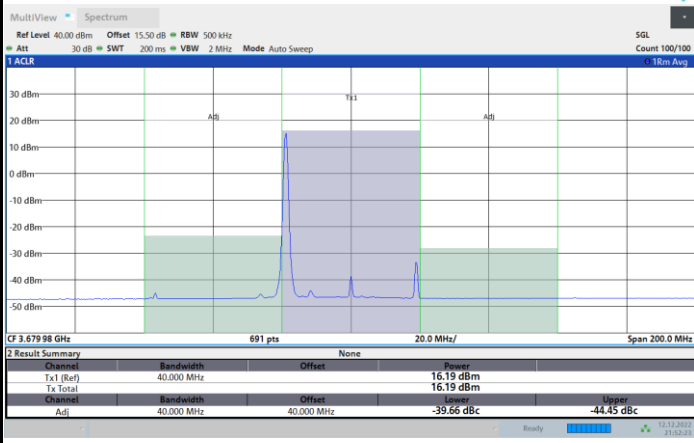 MultiView Spectrum
Ref Level 40.00 dBm Offset 15.50 dB RBW 500 kHz SGL
Att 30 dB SWT 200 ms VBW 2 MHz Mode Auto Sweep Count 100/100
1 ACLR 1Rm Avg
30 dBm
Tx1
20 dBm
Adj Adj
10 dBm
0 dBm
-10 dBm
-20 dBm
-30 dBm
-40 dBm
-50 dBm
CF 3.679 98 GHz 691 pts 20.0 MHz/ Span 200.0 MHz
2 Result Summary None
Channel Bandwidth Offset Power
Tx1 (Ref) 40.000 MHz 16.19 dBm
Tx Total 16.19 dBm
Channel Bandwidth Offset Lower Upper
Adj 40.000 MHz 40.000 MHz -39.66 dBc -44.45 dBc
Ready 12.12.2022
21:52:23